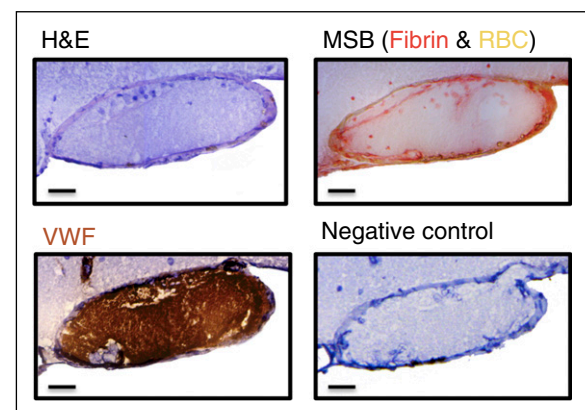 H&E
MSB (Fibrin & RBC)
VWF
Negative control